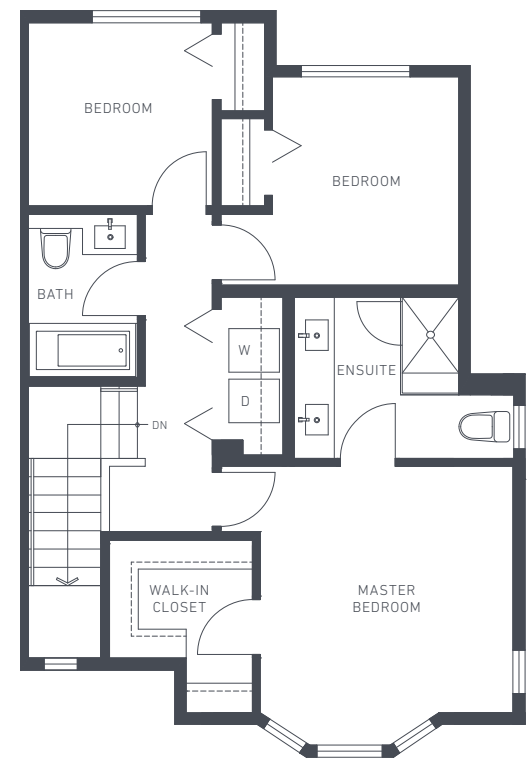 BEDROOM
BEDROOM
BATH
W
ENSUITE
D
DN
WALK-IN
CLOSET
MASTER
BEDROOM